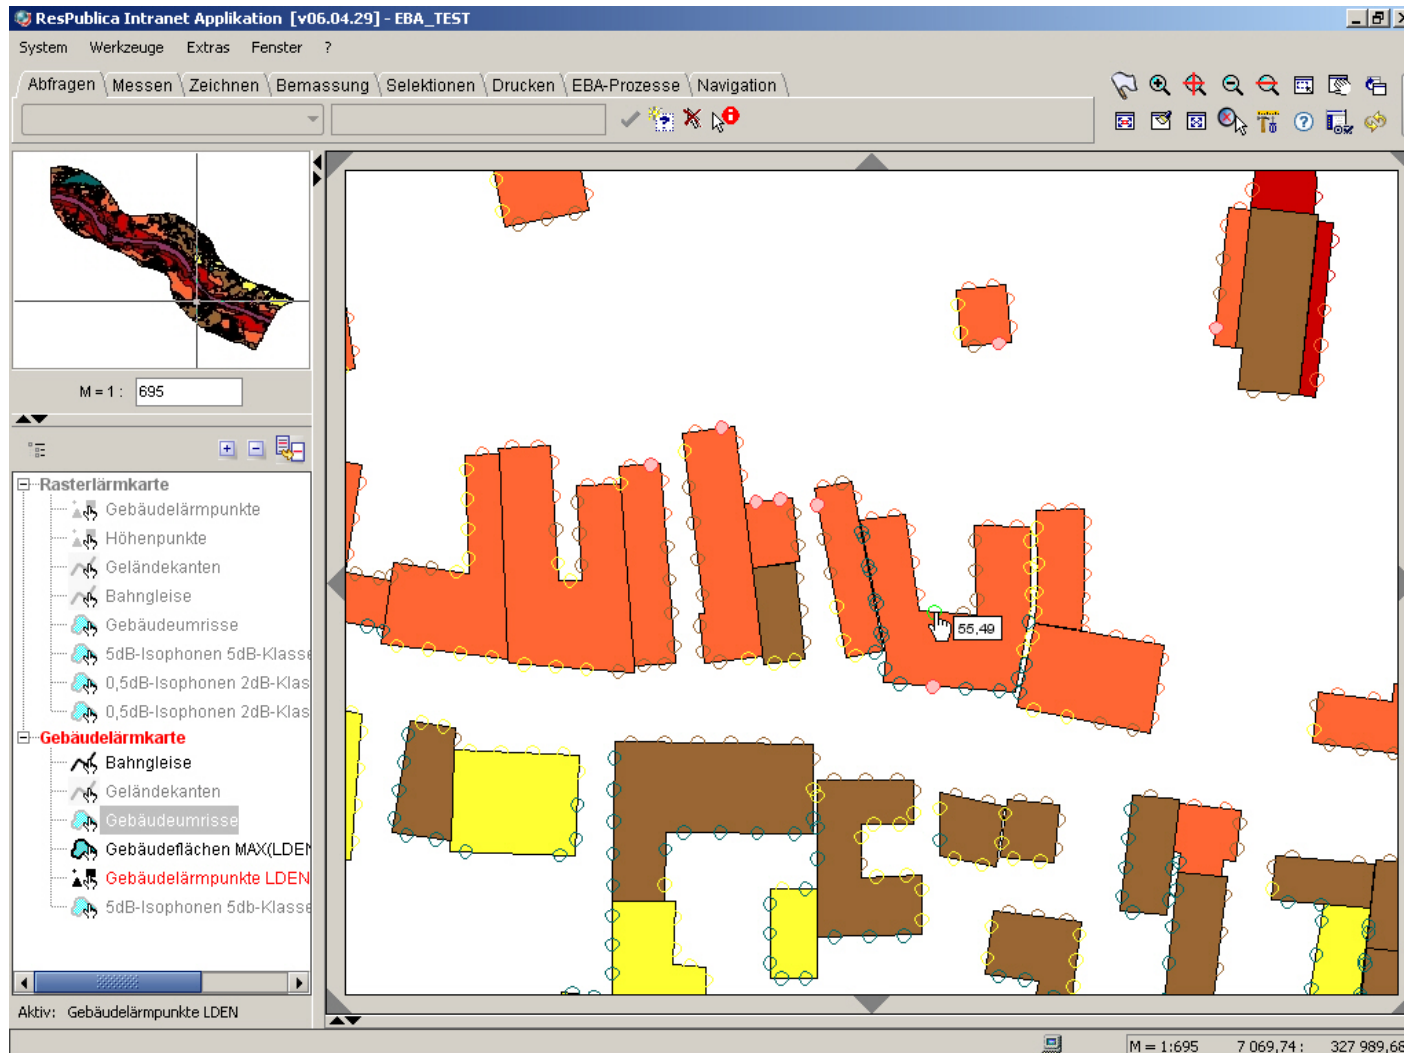 ResPublica Intranet Applikation [v06.04.29] - EBA_TEST
System Werkzeuge Extras Fenster ?
Abfragen Messen Zeichnen Bemassung Selektionen Drucken EBA-Prozesse Navigation
M = 1 : 695
Rasterlärmkarte
Gebäudelärmpunkte
Höhenpunkte
Geländekanten
Bahngleise
Gebäudeumrisse
5dB-Isophonen 5dB-Klasse
0,5dB-Isophonen 2dB-Klas
0,5dB-Isophonen 2dB-Klas
Gebäudelärmkarte
Bahngleise
Geländekanten
Gebäudeumrisse
Gebäudeflächen MAX(LDEN
Gebäudelärmpunkte LDEN
5dB-Isophonen 5db-Klasse
55,49
Aktiv: Gebäudelärmpunkte LDEN
M = 1:695 7 069,74 : 327 989,68